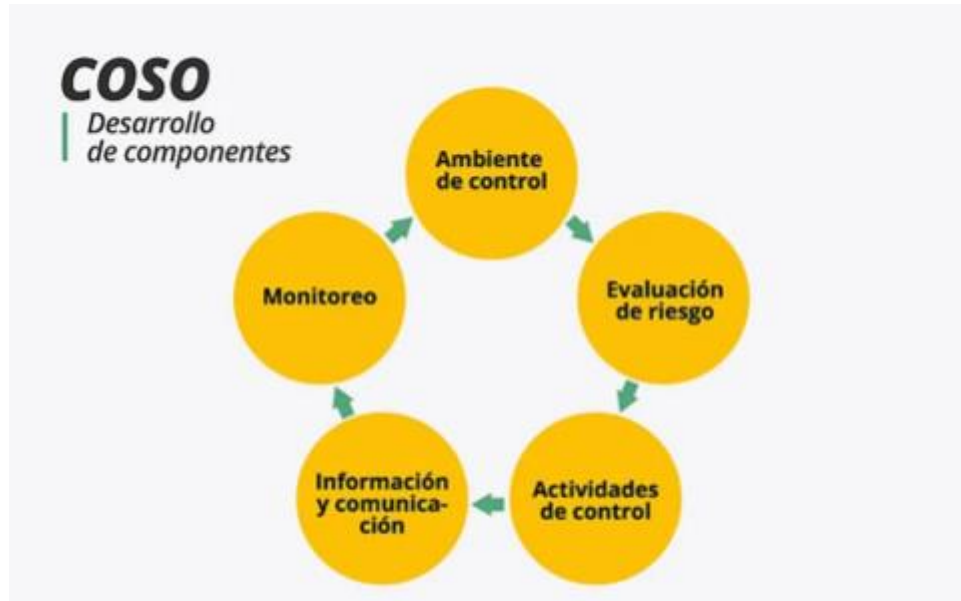 COSO
Desarrollo
de componentes
Ambiente
de control
Evaluación
de riesgo
Actividades
de control
Información
y comunica-
ción
Monitoreo